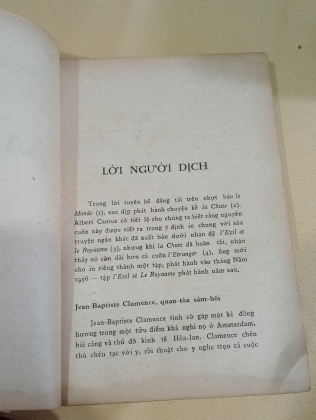 LỜI NGƯỜI DỊCH
Trong lời tuyên bố đăng tải trên nhựt báo le
Monde (1), sau dịp phát hành chuyện kể la Chute (2),
Albert Camus có tiết lộ cho chúng ta biết rằng nguyên
cuốn này được viết ra trong ý định in chung với sáu
truyện ngắn khác đã xuất bản dưới nhan đề l'Exil et
le Royaume (3), nhưng khi la Chute đã hoàn tất, nhận
thấy nó còn dài hơn cả cuốn l'Etranger (4), ông mới
cho in riêng thành một tập, phát hành vào tháng Năm
1956 — tập l'Exil et Le Royaume phát hành năm sau.
Jean-Baptiste Clamence, quan-tòa sám-hối
Jean-Baptiste Clamence tình cờ gặp một kẻ đồng
hương trong một tửu điếm khả nghi nọ ở Amsterdam,
hải cảng và thủ đô kinh tế Hòa-lan. Clamence chén
thù chén tạc với y, rồi thuật cho y nghe trọn cả cuộc